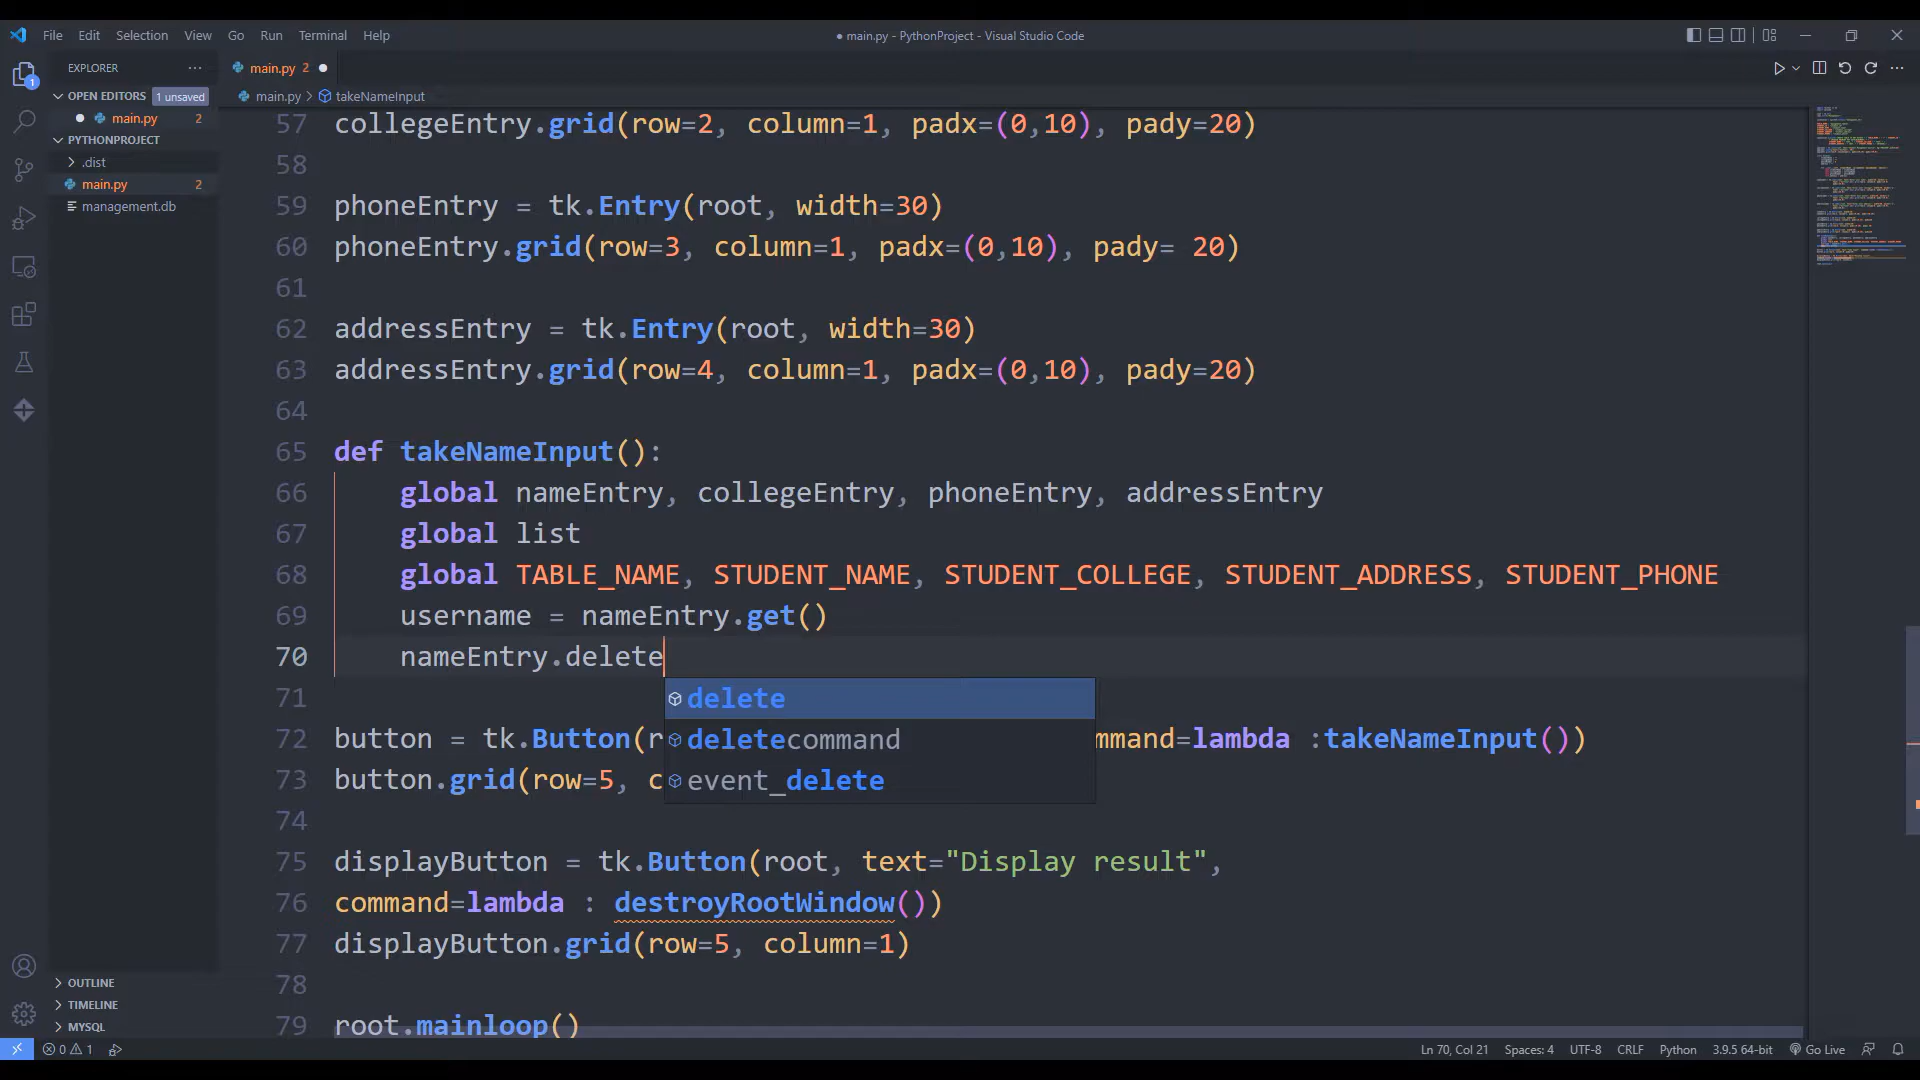 File Edit Selection View Go Run Terminal Help
● main.py - PythonProject - Visual Studio Code
EXPLORER ...
main.py 2 ●
OPEN EDITORS 1 unsaved
main.py > takeNameInput
● main.py 2
PYTHONPROJECT
.dist
main.py 2
management.db
57 collegeEntry.grid(row=2, column=1, padx=(0,10), pady=20)
58
59 phoneEntry = tk.Entry(root, width=30)
60 phoneEntry.grid(row=3, column=1, padx=(0,10), pady= 20)
61
62 addressEntry = tk.Entry(root, width=30)
63 addressEntry.grid(row=4, column=1, padx=(0,10), pady=20)
64
65 def takeNameInput():
66 global nameEntry, collegeEntry, phoneEntry, addressEntry
67 global list
68 global TABLE_NAME, STUDENT_NAME, STUDENT_COLLEGE, STUDENT_ADDRESS, STUDENT_PHONE
69 username = nameEntry.get()
70 nameEntry.delete
71 delete
72 button = tk.Button(r deletecommand mmand=lambda :takeNameInput())
73 button.grid(row=5, c event_delete
74
75 displayButton = tk.Button(root, text="Display result",
76 command=lambda : destroyRootWindow())
77 displayButton.grid(row=5, column=1)
78
79 root.mainloop()
OUTLINE
TIMELINE
MYSQL
0 1 Ln 70, Col 21 Spaces: 4 UTF-8 CRLF Python 3.9.5 64-bit Go Live